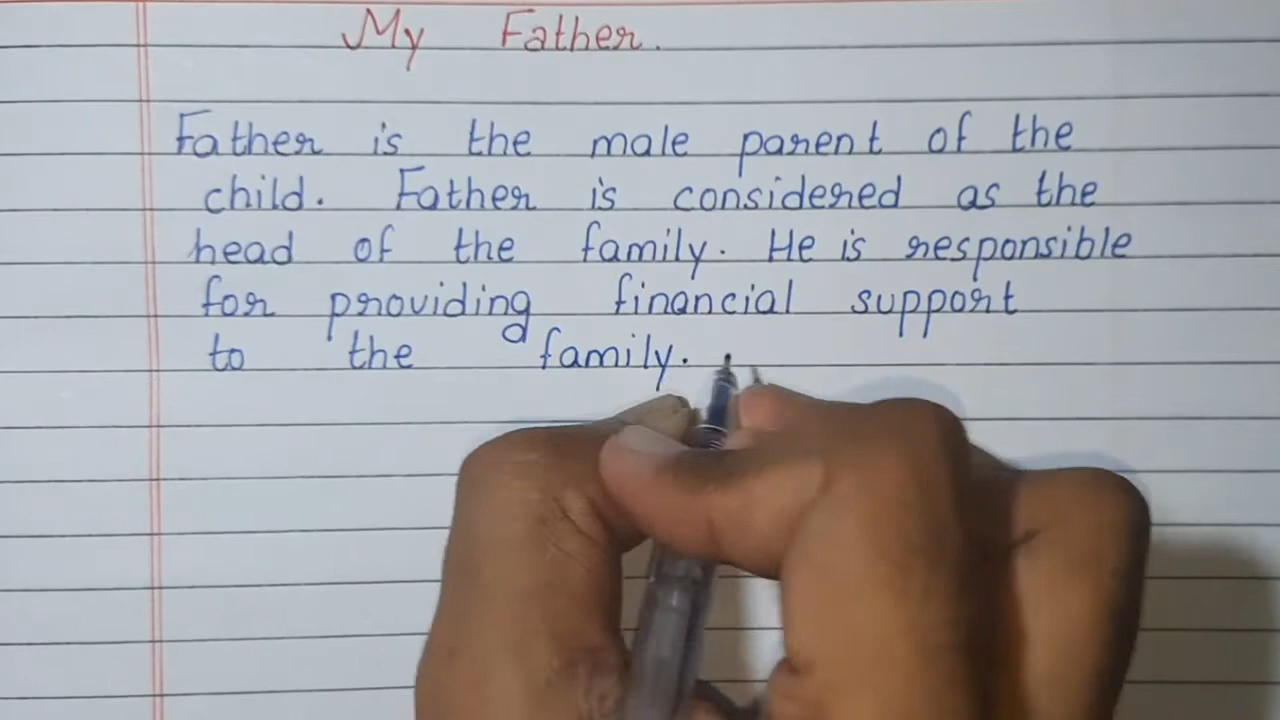 My Father.
Father is the male parent of the
child. Father is considered as the
head of the family. He is responsible
for providing financial support
to the family.